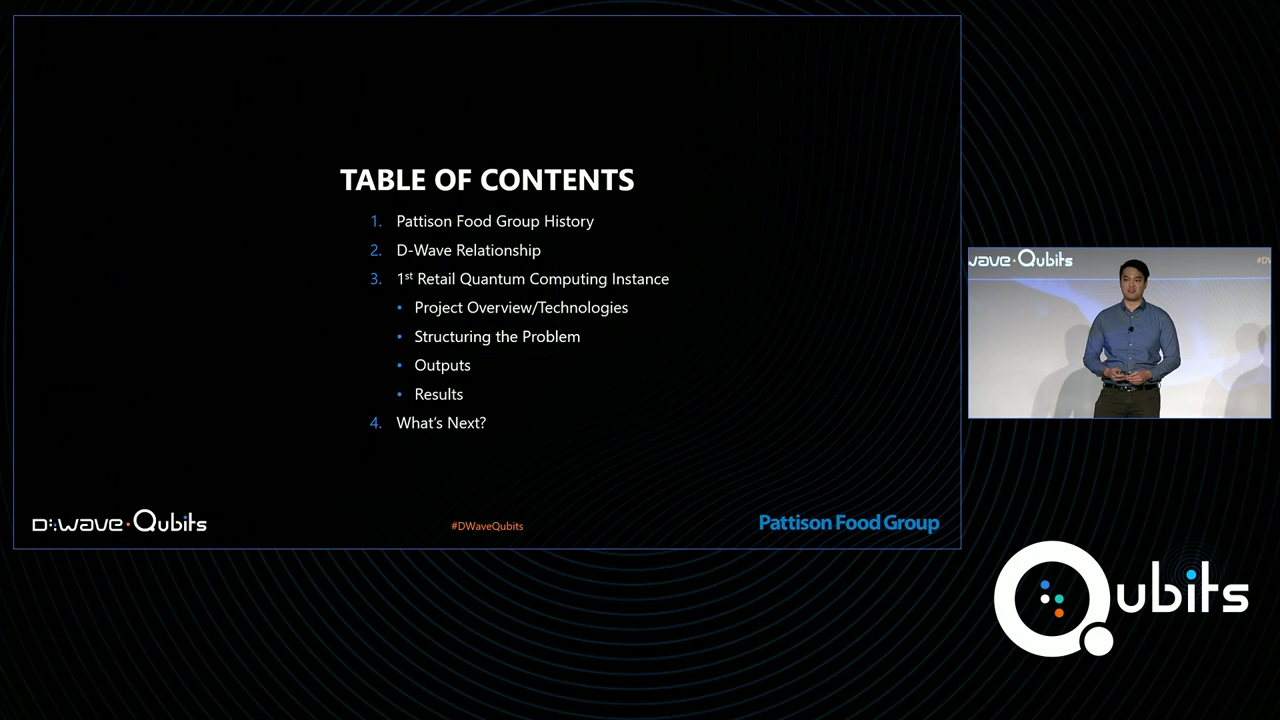 TABLE OF CONTENTS
1. Pattison Food Group History
2. D-Wave Relationship
3. 1st Retail Quantum Computing Instance
• Project Overview/Technologies
• Structuring the Problem
• Outputs
• Results
4. What's Next?
D:wave·Qubits
#DWaveQubits
Pattison Food Group
wave·Qubits
#DV
Qubits